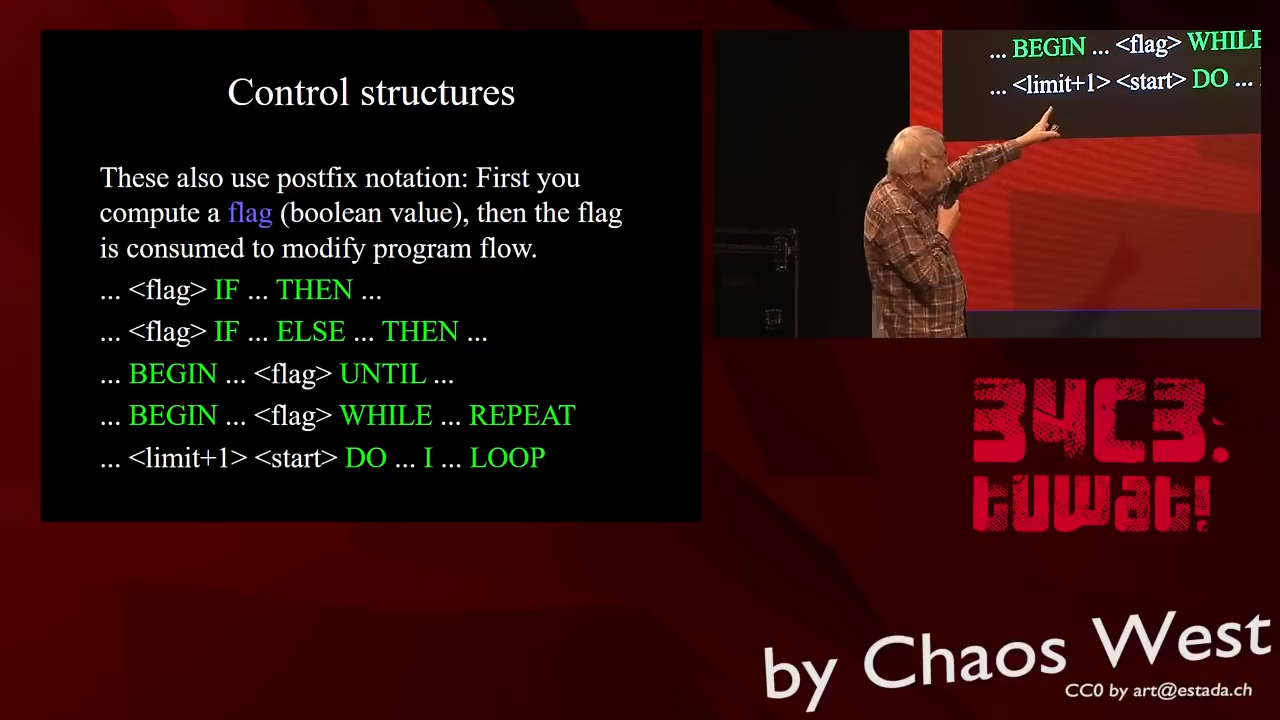 Control structures
These also use postfix notation: First you
compute a flag (boolean value), then the flag
is consumed to modify program flow.
... <flag> IF ... THEN ...
... <flag> IF ... ELSE ... THEN ...
... BEGIN ... <flag> UNTIL ...
... BEGIN ... <flag> WHILE ... REPEAT
... <limit+1> <start> DO ... I ... LOOP
... BEGIN ... <flag> WHILE
... <limit+1> <start> DO ...
34C3:
tuwat!
by Chaos West
CC0 by art@estada.ch